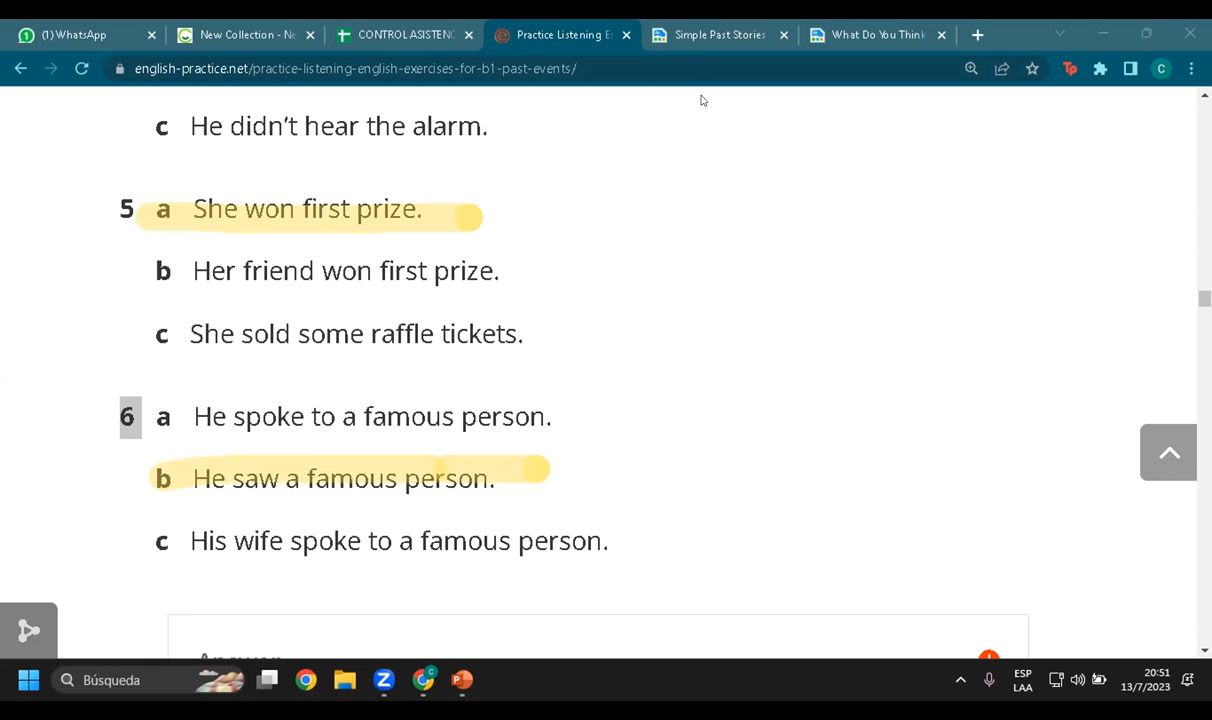 (1) WhatsApp
New Collection - Ne
CONTROL ASISTENC
Practice Listening En
Simple Past Stories
What Do You Think
english-practice.net/practice-listening-english-exercises-for-b1-past-events/
c He didn't hear the alarm.
5 a She won first prize.
b Her friend won first prize.
c She sold some raffle tickets.
6 a He spoke to a famous person.
b He saw a famous person.
c His wife spoke to a famous person.
Búsqueda
ESP
LAA
20:51
13/7/2023